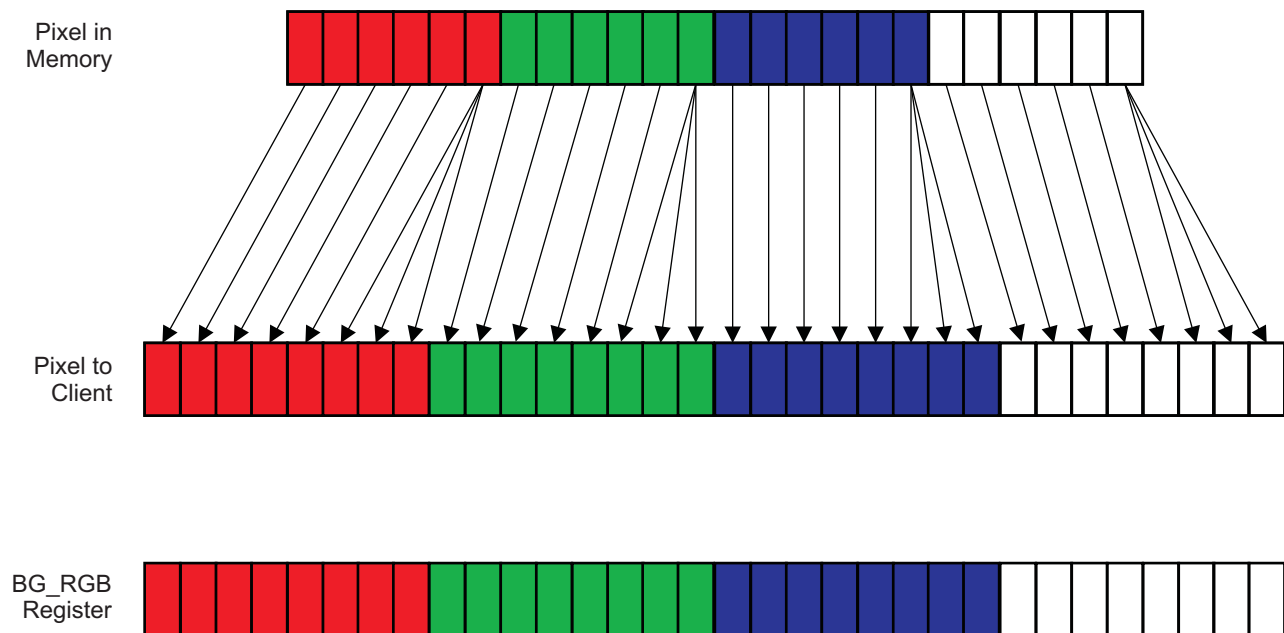 Pixel in
Memory
Pixel to
Client
BG_RGB
Register